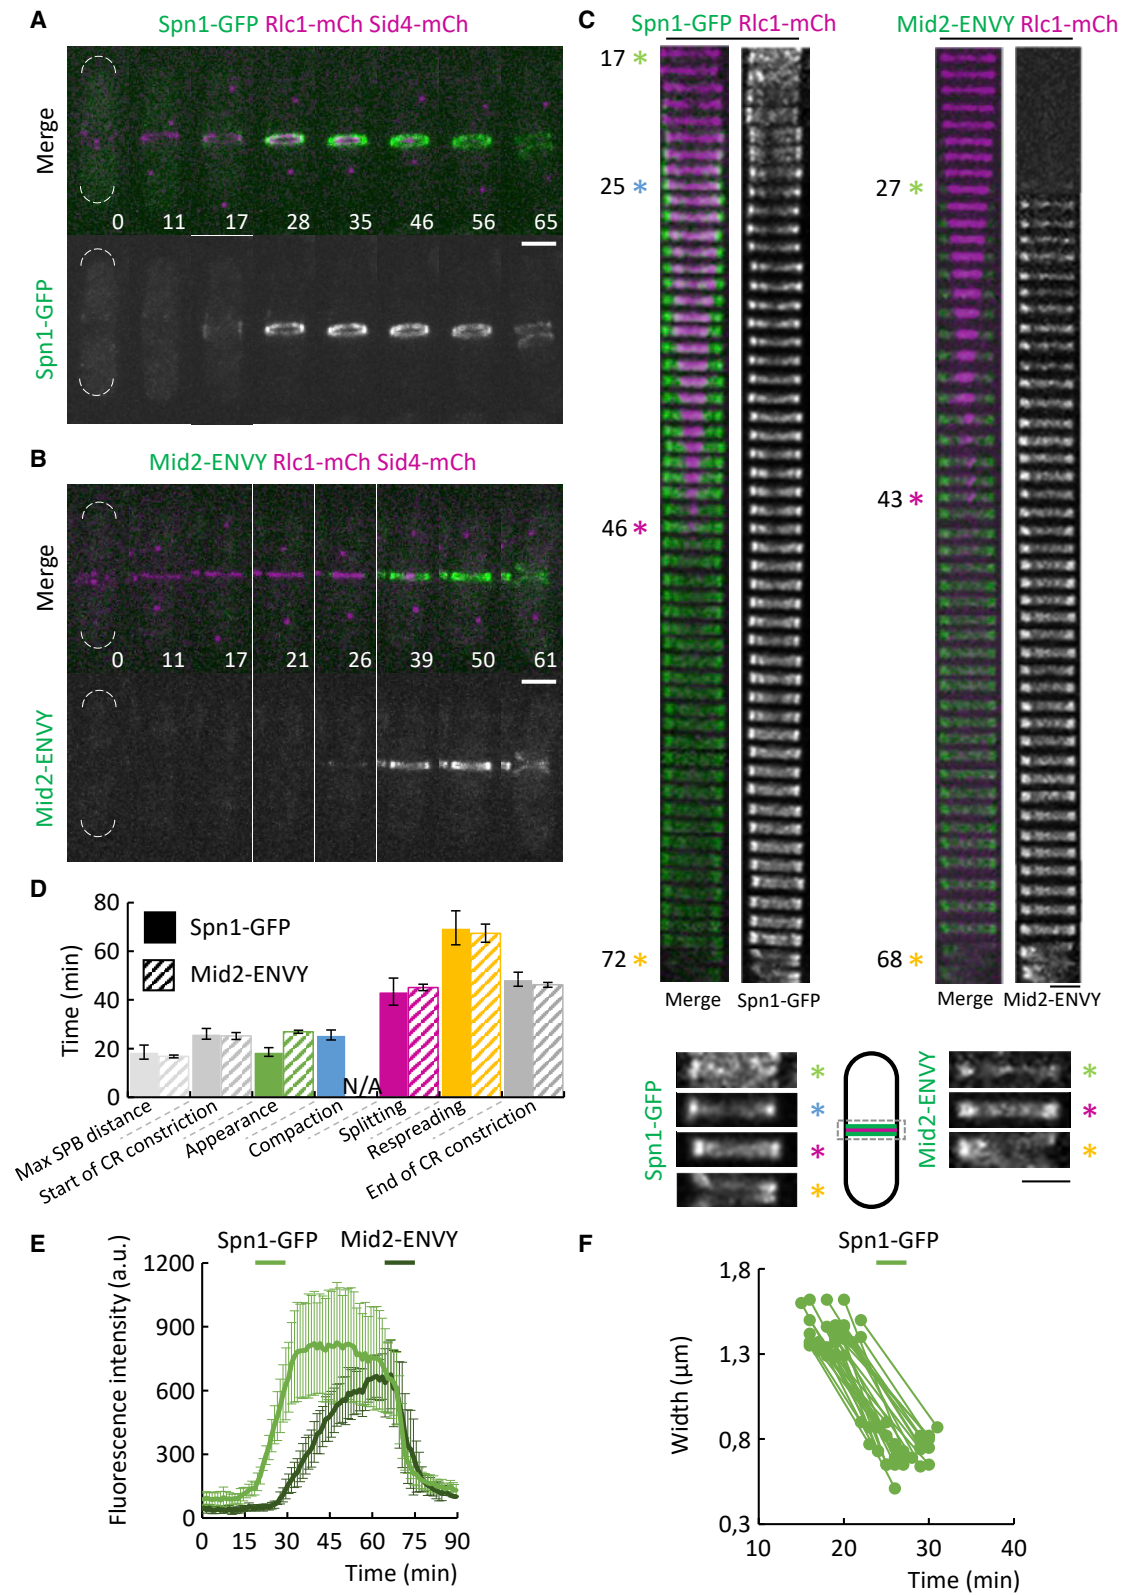 A
Spn1-GFP Rlc1-mCh Sid4-mCh
Merge
0 11 17 28 35 46 56 65
Spn1-GFP
B
Mid2-ENVY Rlc1-mCh Sid4-mCh
Merge
0 11 17 21 26 39 50 61
Mid2-ENVY
C
Spn1-GFP Rlc1-mCh
Mid2-ENVY Rlc1-mCh
17 *
25 *
46 *
72 *
27 *
43 *
68 *
Merge Spn1-GFP
Merge Mid2-ENVY
Spn1-GFP
*
*
*
*
Mid2-ENVY
*
*
*
D
Time (min)
80
60
40
20
0
Spn1-GFP
Mid2-ENVY
N/A
Max SPB distance
Start of CR constriction
Appearance
Compaction
Splitting
Respreading
End of CR constriction
E
Spn1-GFP Mid2-ENVY
Fluorescence intensity (a.u.)
1200
900
600
300
0
0 15 30 45 60 75 90
Time (min)
F
Spn1-GFP
Width (µm)
1,8
1,3
0,8
0,3
10 20 30 40
Time (min)